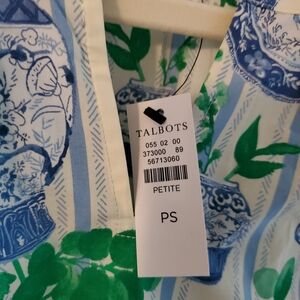 TALBOTS
055 02 00
373000 89
56713060
PETITE
PS